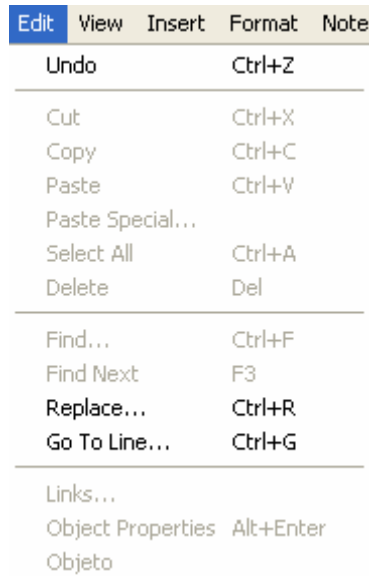 Edit View Insert Format Note
Undo Ctrl+Z
Cut Ctrl+X
Copy Ctrl+C
Paste Ctrl+V
Paste Special...
Select All Ctrl+A
Delete Del
Find... Ctrl+F
Find Next F3
Replace... Ctrl+R
Go To Line... Ctrl+G
Links...
Object Properties Alt+Enter
Objeto